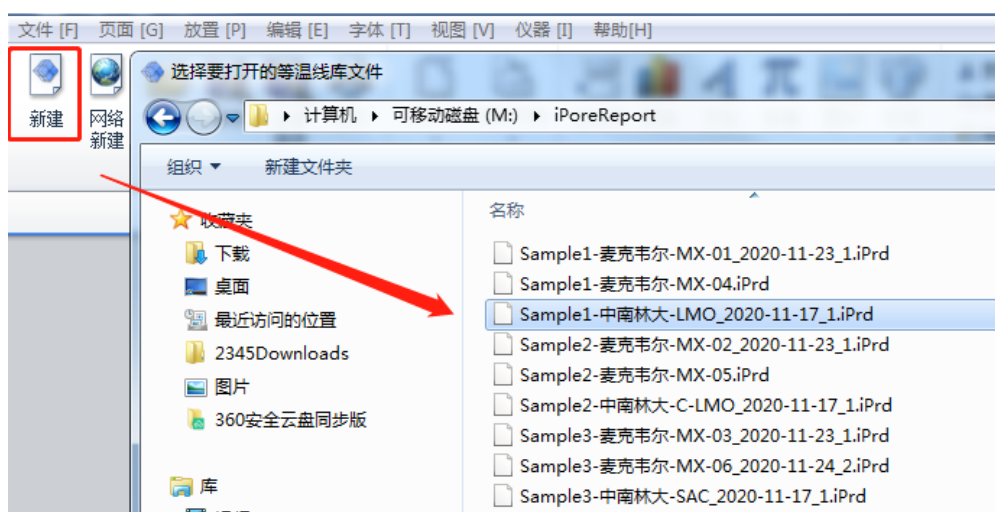 文件 [F] 页面 [G] 放置 [P] 编辑 [E] 字体 [T] 视图 [V] 仪器 [I] 帮助[H]
新建
网络
新建
选择要打开的等温线库文件
计算机 可移动磁盘 (M:) iPoreReport
组织 新建文件夹
收藏夹
下载
桌面
最近访问的位置
2345Downloads
图片
360安全云盘同步版
库
名称
Sample1-麦克韦尔-MX-01_2020-11-23_1.iPrd
Sample1-麦克韦尔-MX-04.iPrd
Sample1-中南林大-LMO_2020-11-17_1.iPrd
Sample2-麦克韦尔-MX-02_2020-11-23_1.iPrd
Sample2-麦克韦尔-MX-05.iPrd
Sample2-中南林大-C-LMO_2020-11-17_1.iPrd
Sample3-麦克韦尔-MX-03_2020-11-23_1.iPrd
Sample3-麦克韦尔-MX-06_2020-11-24_2.iPrd
Sample3-中南林大-SAC_2020-11-17_1.iPrd